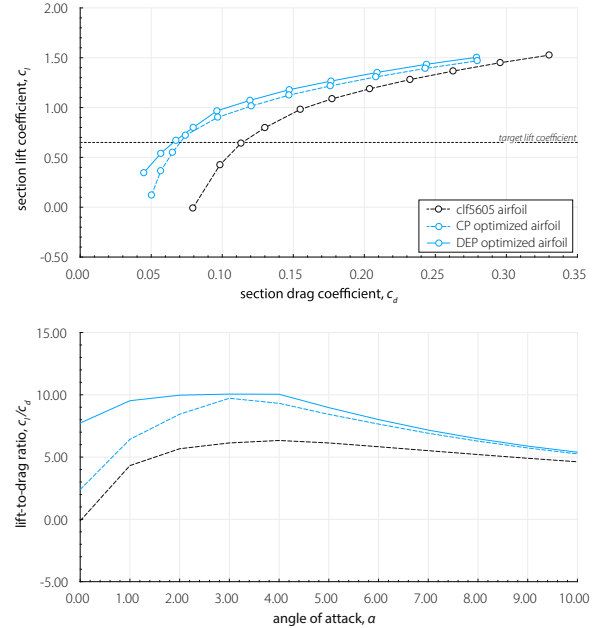 2.00
1.50
1.00
0.50
0.00
-0.50
section lift coefficient, c_l
target lift coefficient
clf5605 airfoil
CP optimized airfoil
DEP optimized airfoil
0.00 0.05 0.10 0.15 0.20 0.25 0.30 0.35
section drag coefficient, c_d
15.00
10.00
5.00
0.00
-5.00
lift-to-drag ratio, c_l/c_d
0.00 1.00 2.00 3.00 4.00 5.00 6.00 7.00 8.00 9.00 10.00
angle of attack, α